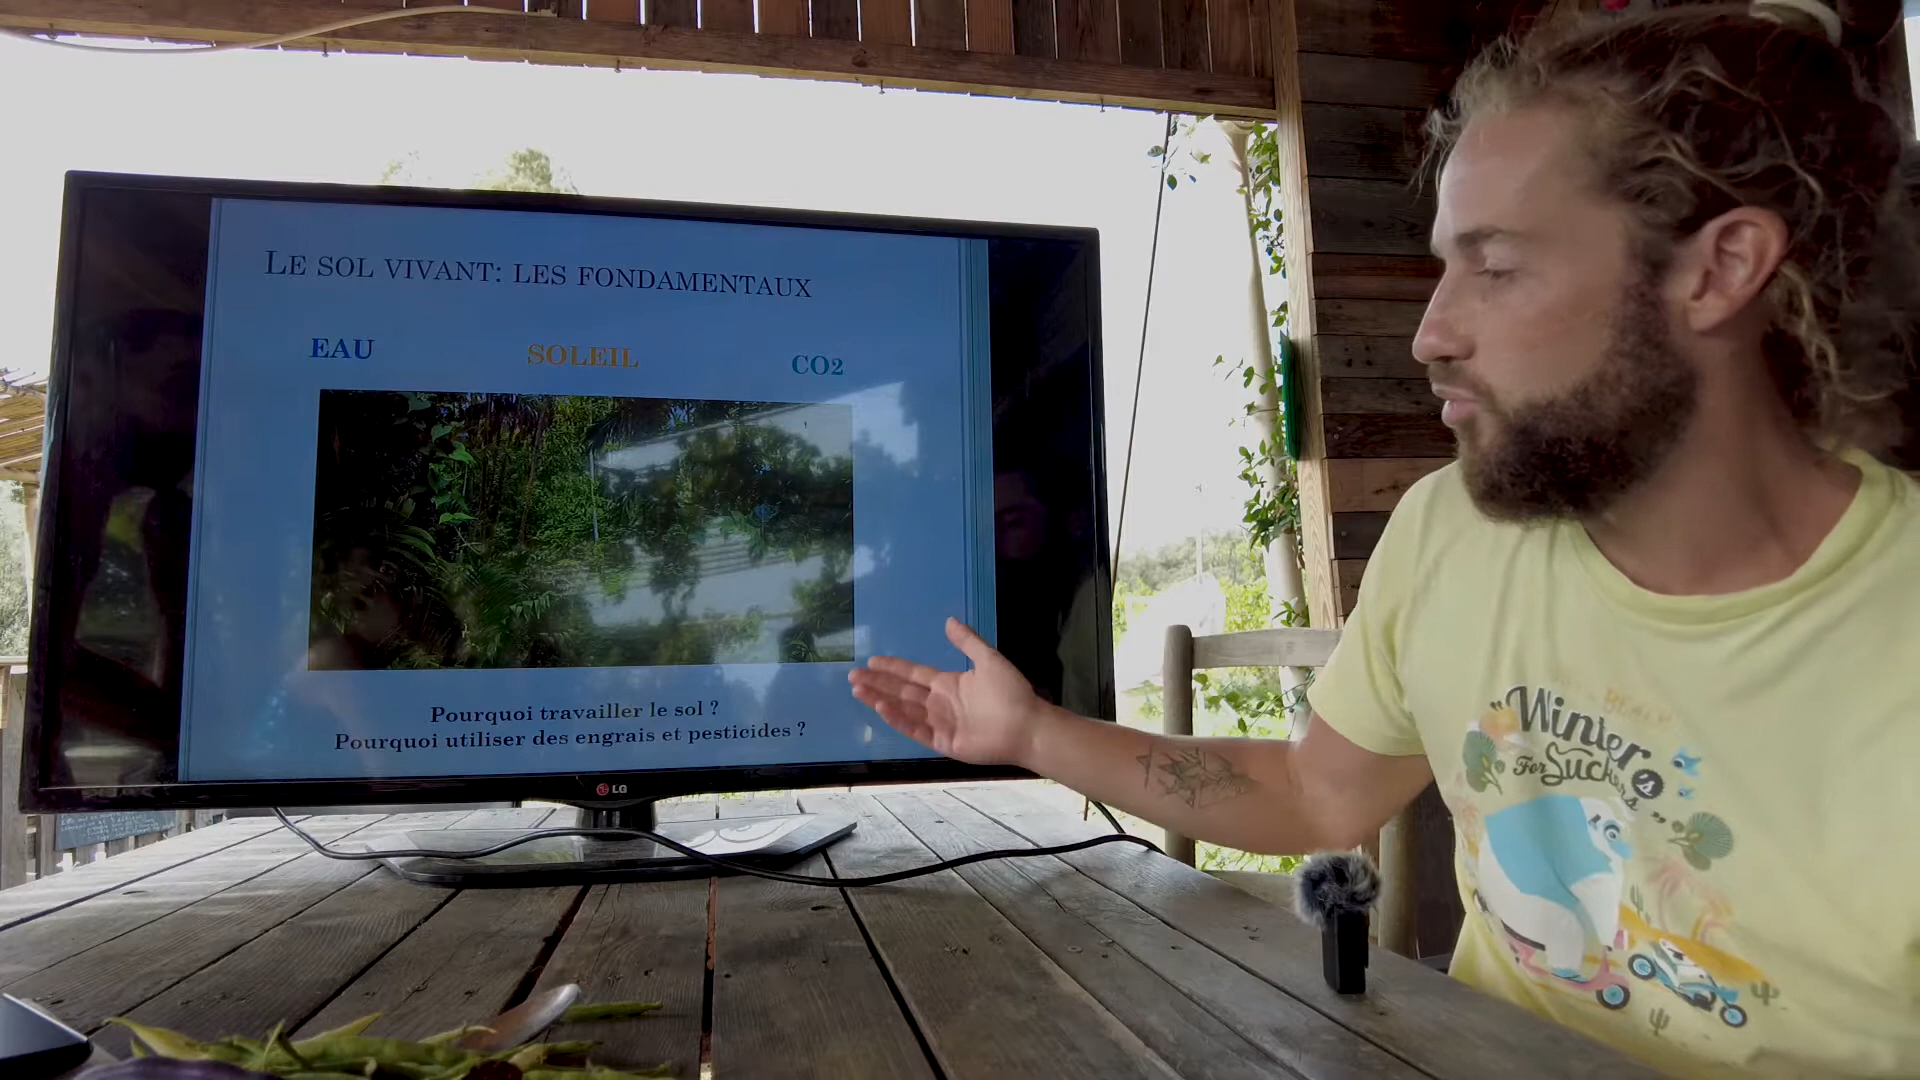 LE SOL VIVANT: LES FONDAMENTAUX
EAU SOLEIL CO2
Pourquoi travailler le sol ?
Pourquoi utiliser des engrais et pesticides ?
LG
"Winter
For Suckers"